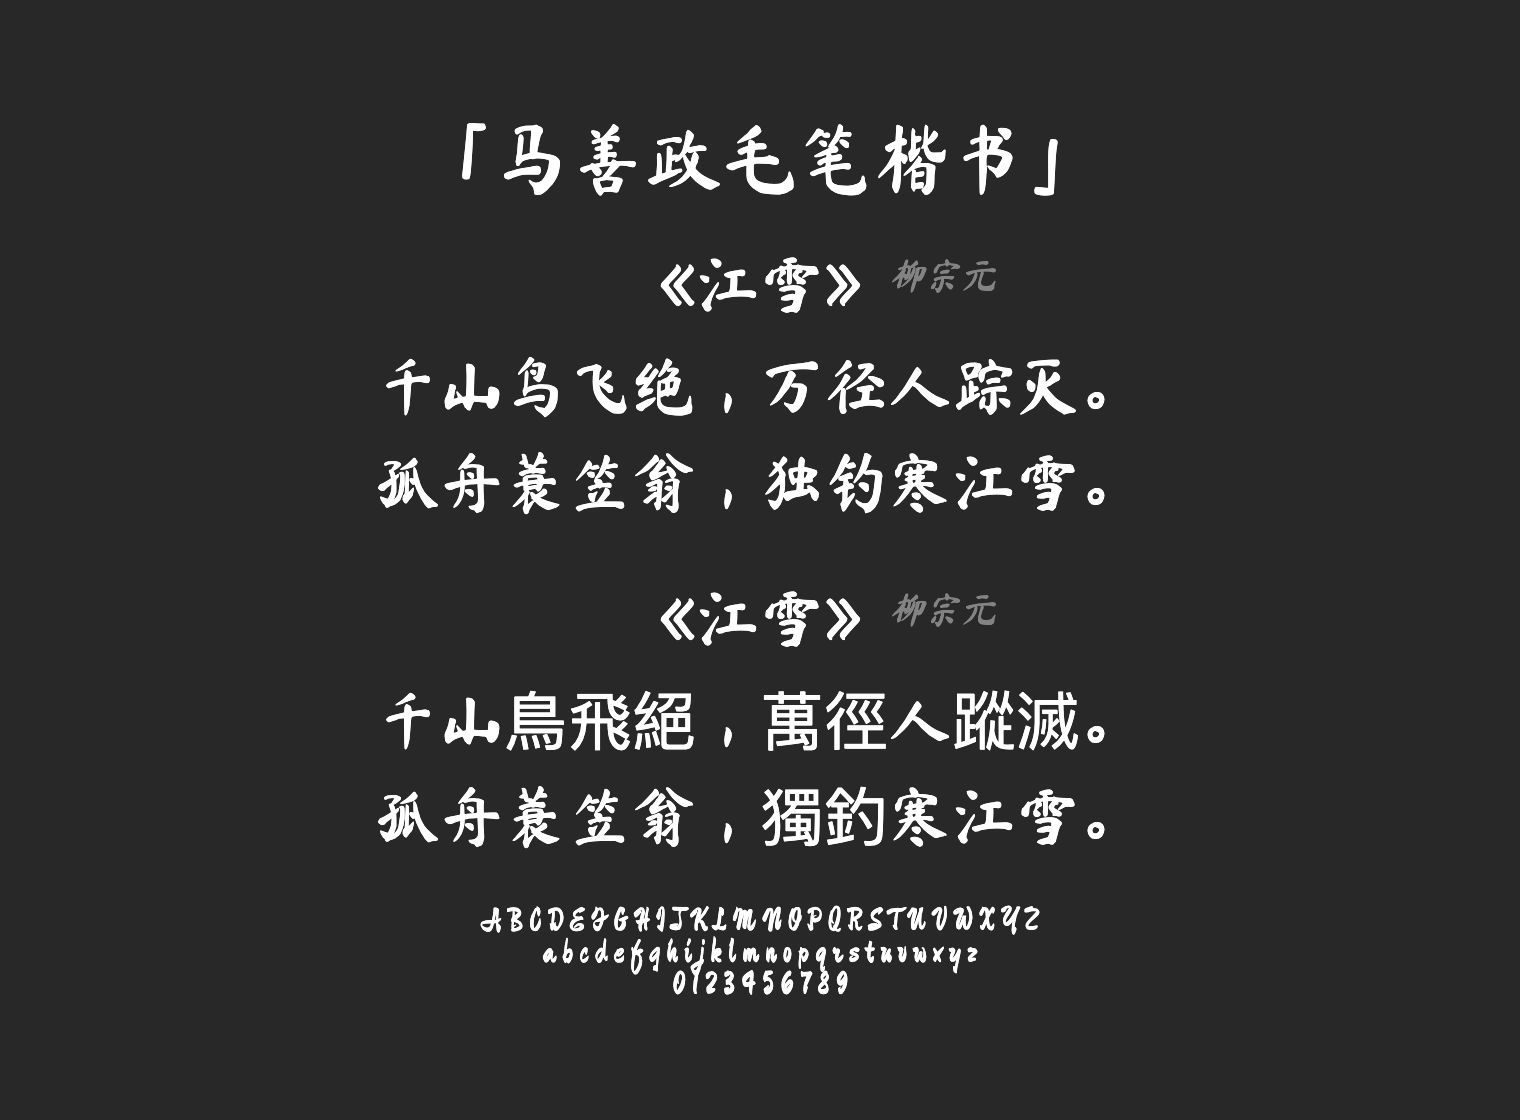 「马善政毛笔楷书」
《江雪》 柳宗元
千山鸟飞绝，万径人踪灭。
孤舟蓑笠翁，独钓寒江雪。
《江雪》 柳宗元
千山鳥飛絕，萬徑人蹤滅。
孤舟蓑笠翁，獨釣寒江雪。
ABCDEFGHIJKLMNOPQRSTUVWXYZ
abcdefghijklmnopqrstuvwxyz
0123456789